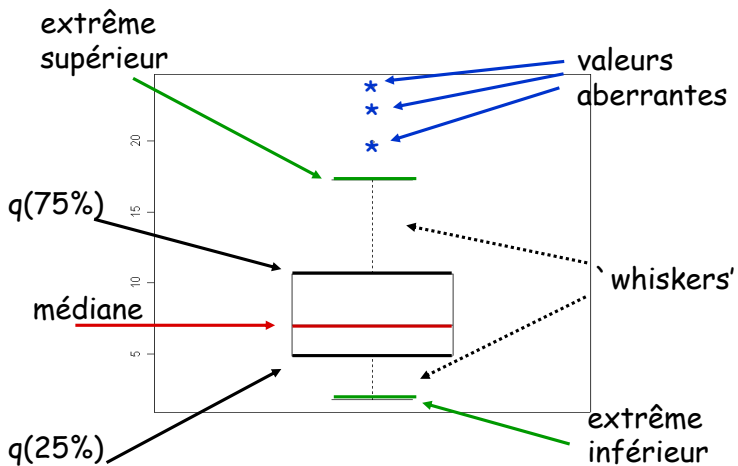 extrême
supérieur
valeurs
aberrantes
20
q(75%)
15
10
‘whiskers’
médiane
5
extrême
inférieur
q(25%)